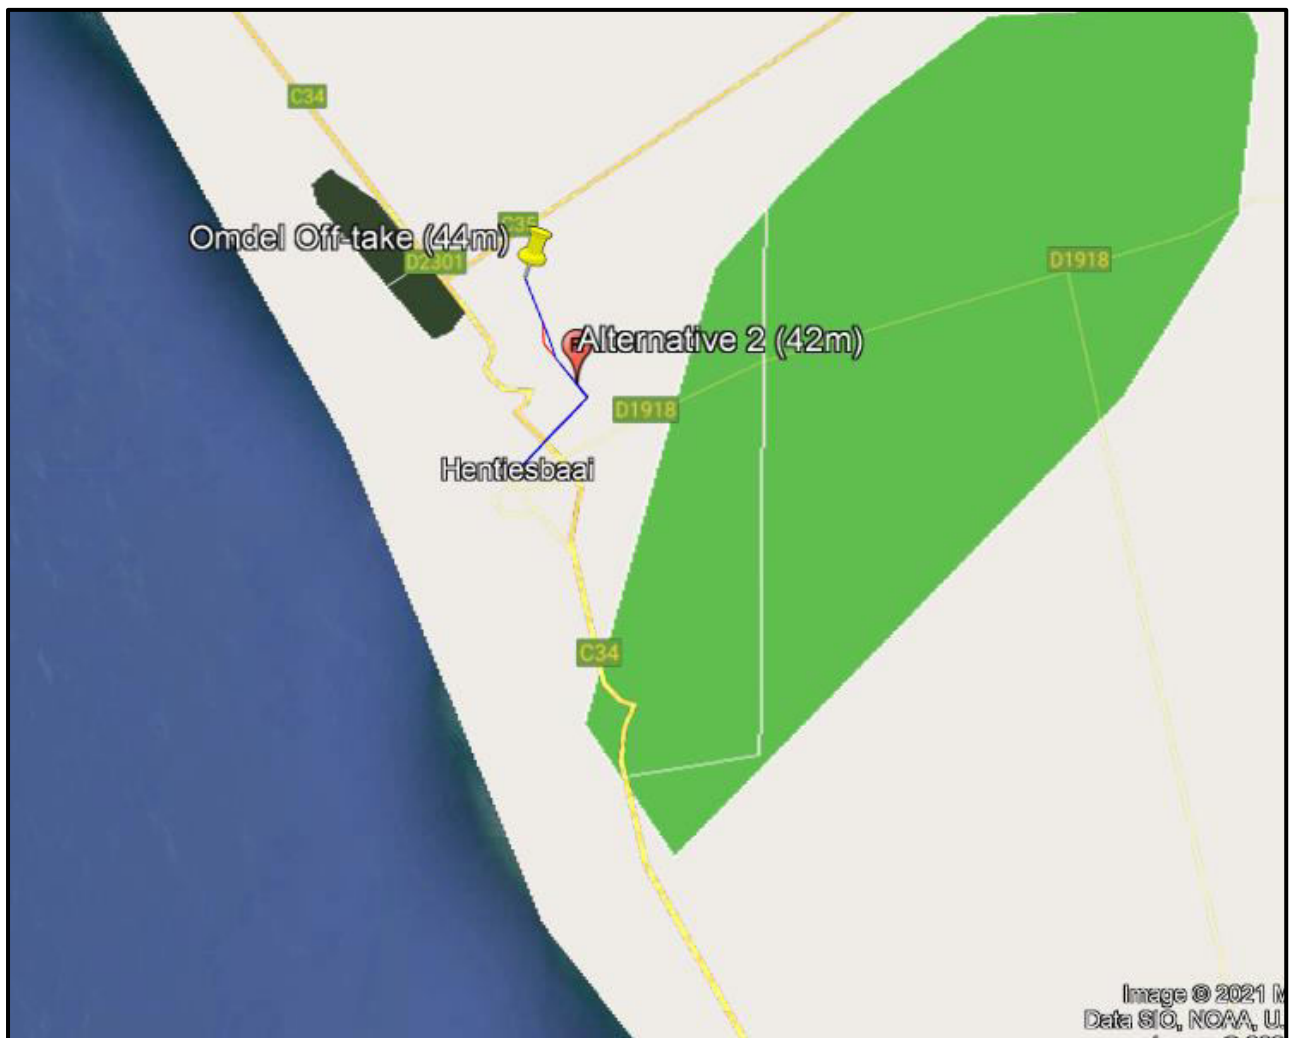 C34
C35
Omdel Off-take (44m)
D2301
D1918
Alternative 2 (42m)
D1918
Hentiesbaai
C34
Image © 2021
Data SIO, NOAA, U.